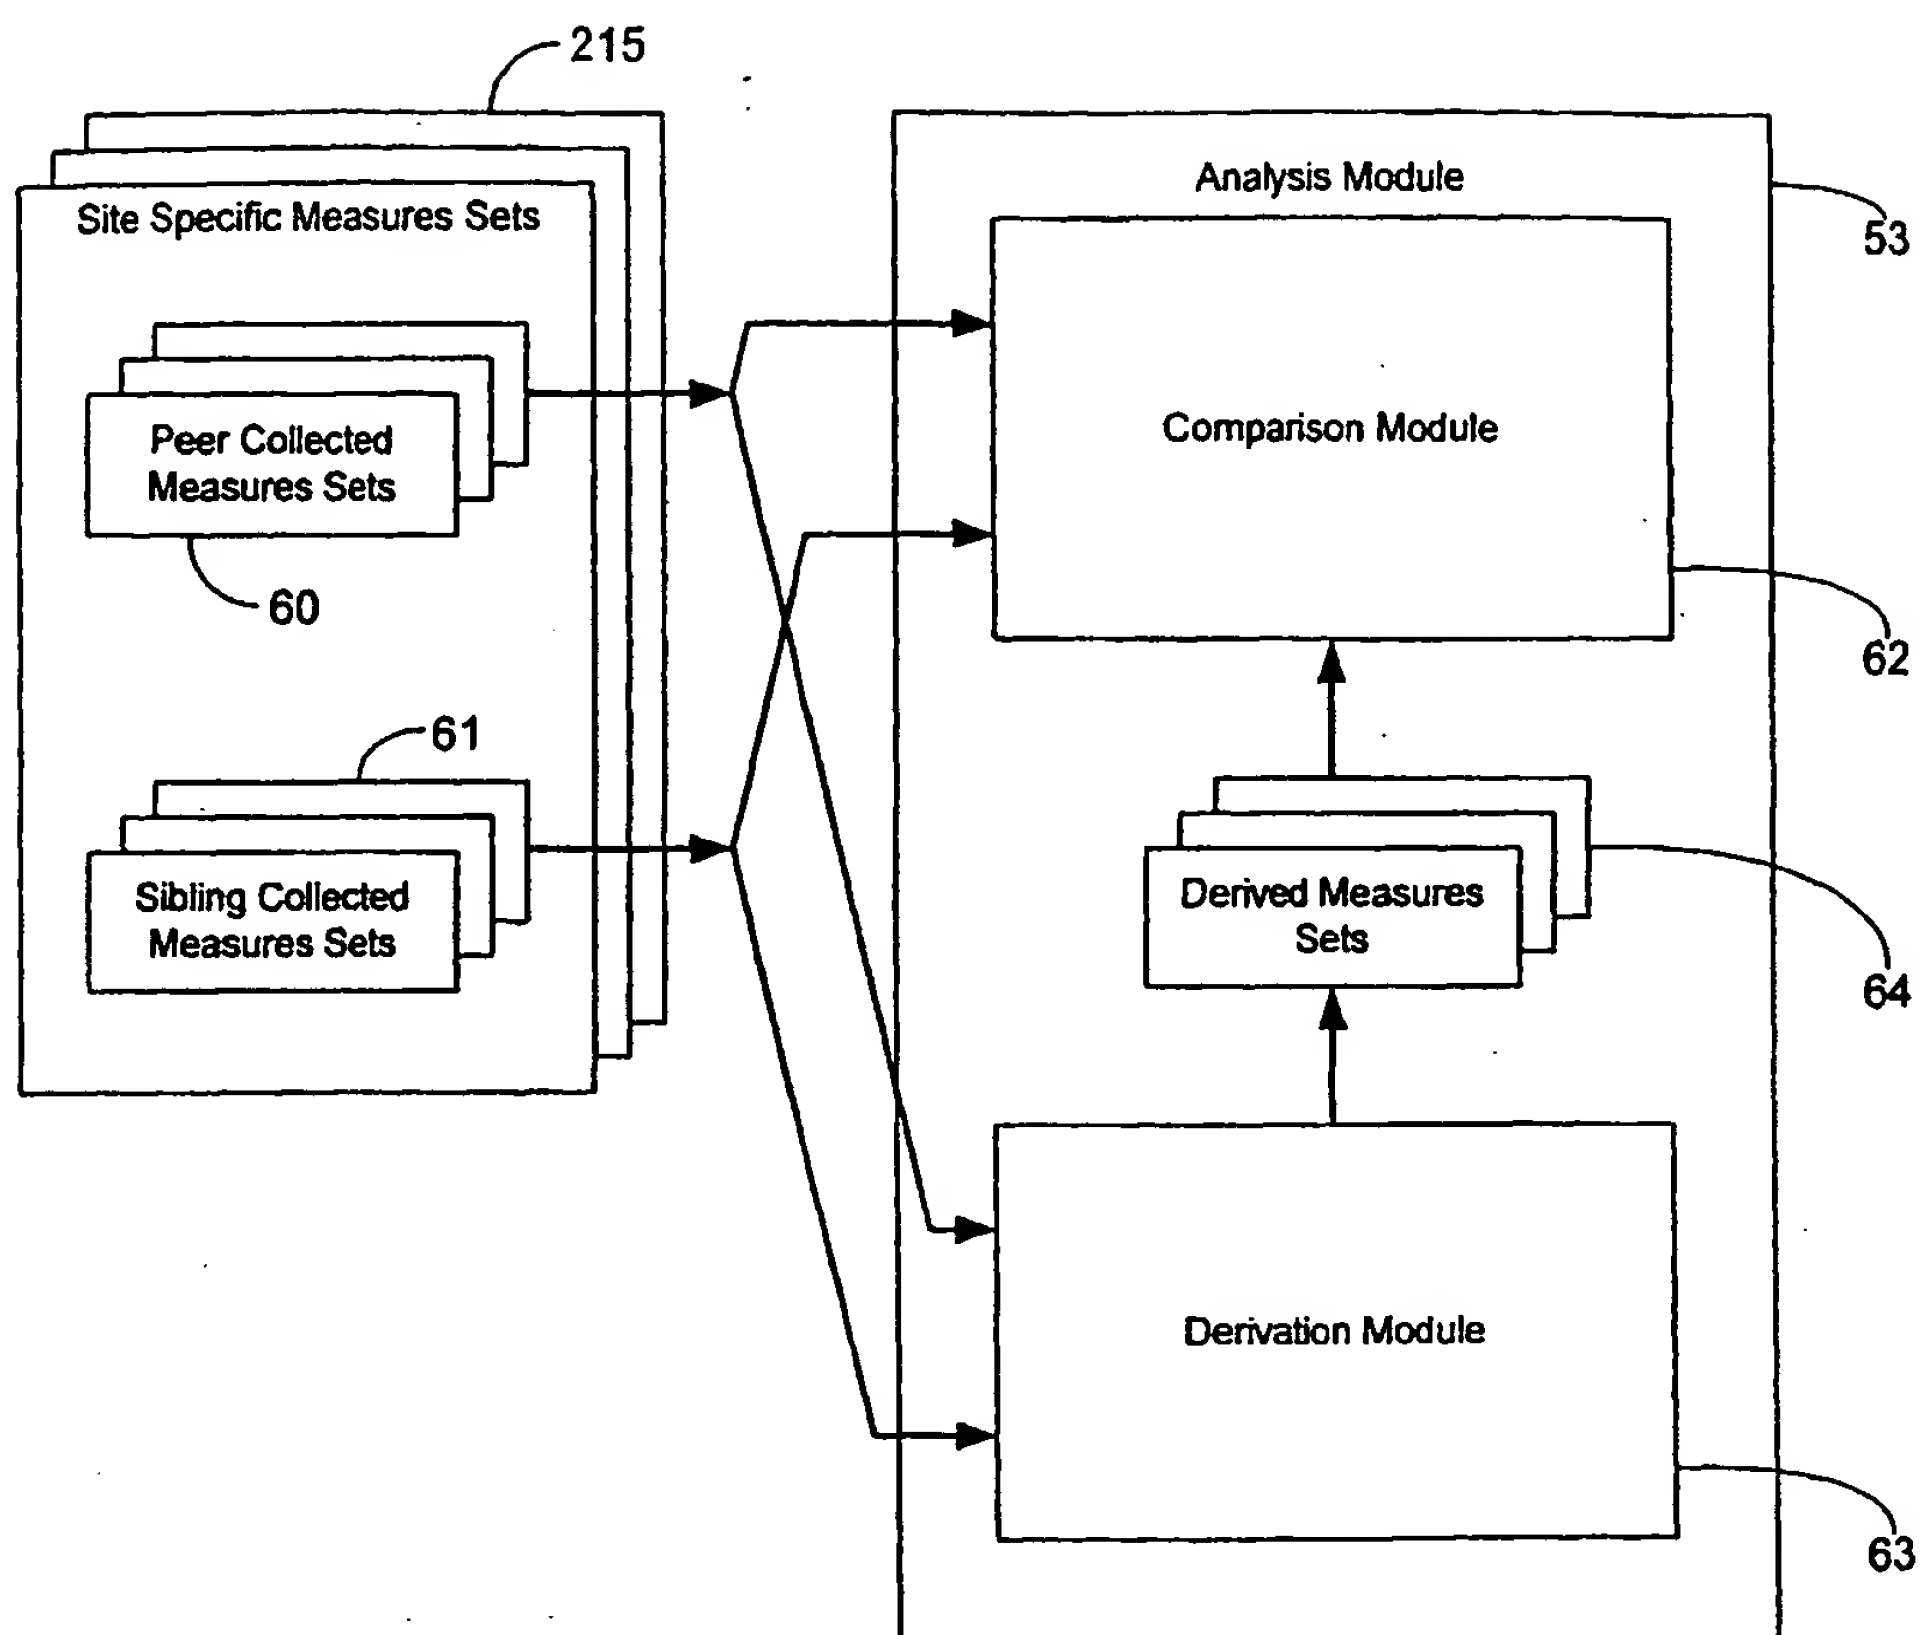 215
Analysis Module
Site Specific Measures Sets
53
Comparison Module
Peer Collected
Measures Sets
60
62
61
Sibling Collected
Measures Sets
Derived Measures
Sets
64
Derivation Module
63